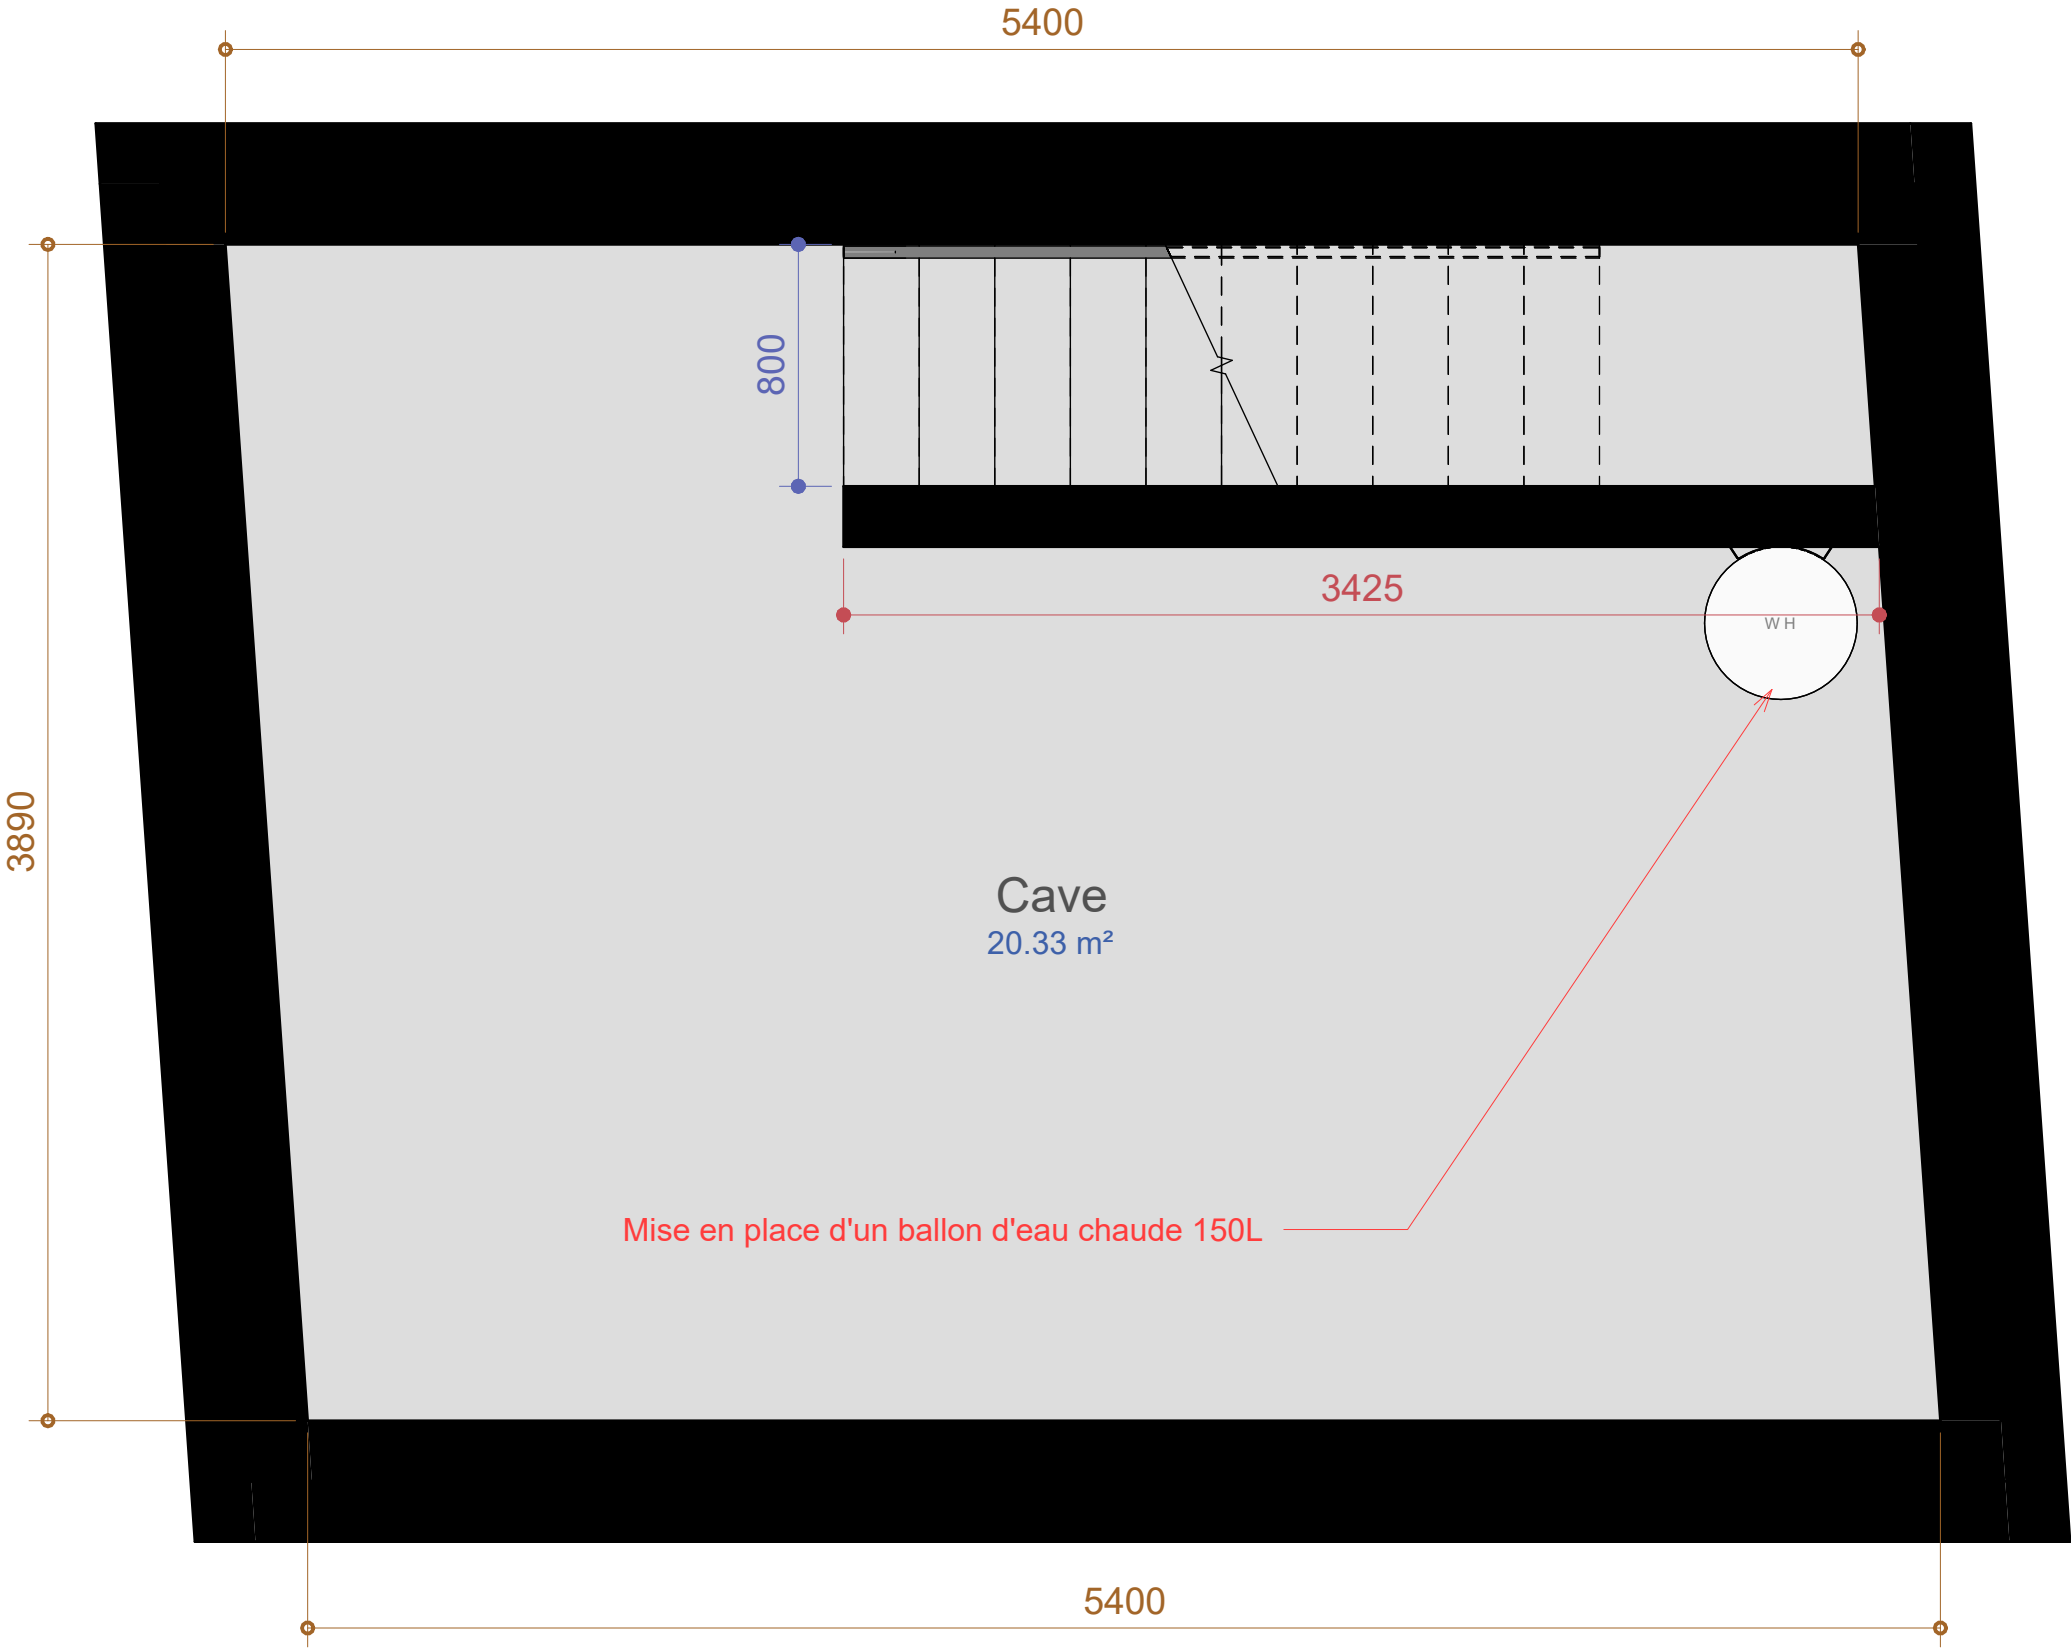 5400
800
3425
W H
3890
Cave
20.33 m²
Mise en place d'un ballon d'eau chaude 150L
5400